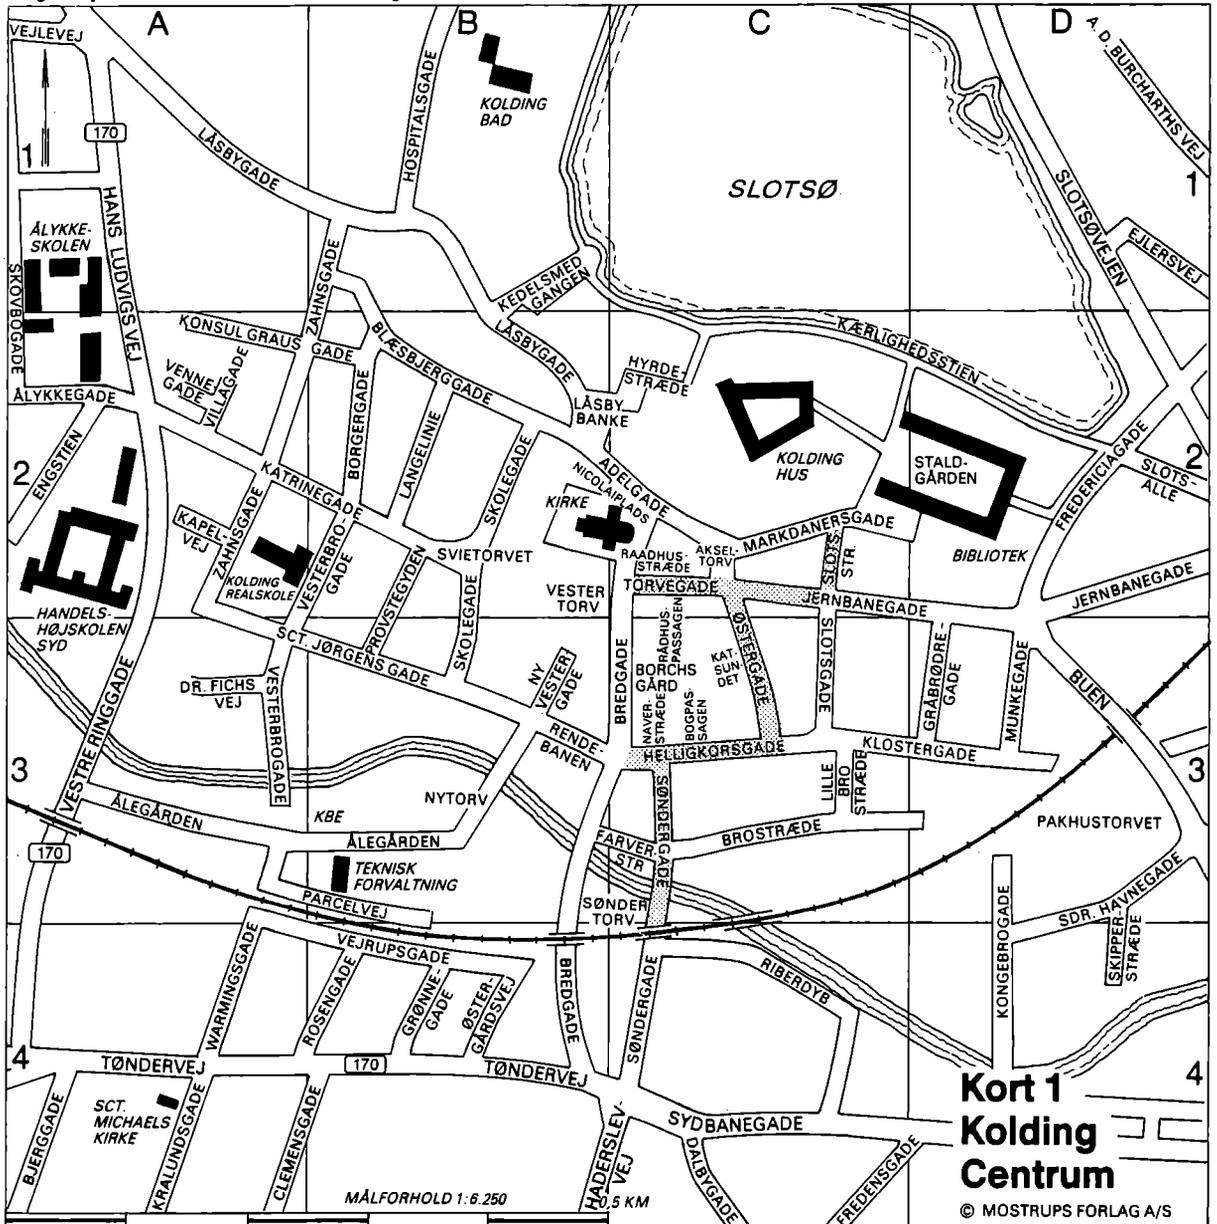 A
B
C
D
VEJLEVEJ
A. D. BURCHARTHS VEJ
KOLDING
BAD
HOSPITALSGADE
170
LÅSBYGADE
1
1
SLOTSØ
SLOTSØVEJEN
EJLERSVEJ
HANS LUDVIGS VEJ
ÅLYKKE-
SKOLEN
SKOVBOGADE
ZAHNSGADE
KEDELSMED
GANGEN
KONSUL GRAUS GADE
BLÆSBJERGGADE
LÅSBYGADE
KÆRLIGHEDSSTIEN
VENNE
GADE
VILLAGADE
HYRDE-
STRÆDE
ÅLYKKEGADE
BORGERGADE
LANGELINIE
LÅSBY
BANKE
2
2
ENGSTIEN
KATRINEGADE
SKOLEGADE
ADELGADE
NICOLAIPLADS
KIRKE
KOLDING
HUS
STALD-
GÅRDEN
FREDERICIAGADE
SLOTS-
ALLE
KAPEL-
VEJ
ZAHNSGADE
KOLDING
REALSKOLE
VESTERBRO-
GADE
PROVSTEGYDEN
SVIETORVET
SKOLEGADE
RAADHUS-
STRÆDE
AKSEL-
TORV
MARKDANERSGADE
SLOTS-
STR.
BIBLIOTEK
VESTER
TORV
TORVEGADE
JERNBANEGADE
JERNBANEGADE
HANDELS-
HØJSKOLEN
SYD
SCT. JØRGENS GADE
BREDGADE
RÅDHUS-
PASSAGEN
BORCHS
GÅRD
NAVER-
STRÆDE
BOGPAS-
SAGEN
KAT-
SUN-
DET
ØSTERGADE
SLOTSGADE
GRÅBRØDRE-
GADE
MUNKEGADE
BUEN
DR. FICHS
VEJ
VESTERBROGADE
NY
VESTER
GADE
RENDE-
BANEN
HELLIGKORSGADE
KLOSTERGADE
3
3
VESTRE RINGGADE
NYTORV
KBE
ÅLEGÅRDEN
ÅLEGÅRDEN
LILLE
BRO
STRÆDE
SØNDERGADE
FARVER
STR
BROSTRÆDE
PAKHUSTORVET
170
TEKNISK
FORVALTNING
PARCELVEJ
SØNDER
TORV
SDR. HAVNEGADE
SKIPPER-
STRÆDE
KONGEBROGADE
VEJRUPSGADE
WARMINGSGADE
ROSENGADE
GRØNNE-
GADE
ØSTER-
GÅRDSVEJ
BREDGADE
SØNDERGADE
RIBERDYB
4
4
TØNDERVEJ
170
TØNDERVEJ
SCT.
MICHAELS
KIRKE
BJERGGADE
KRALUNDSGADE
CLEMENSGADE
HADERSLEV-
VEJ
SYDBANEGADE
DALBYGADE
FREDENSGADE
Kort 1
Kolding
Centrum
© MOSTRUPS FORLAG A/S
MÅLFORHOLD 1:6.250
0,5 KM